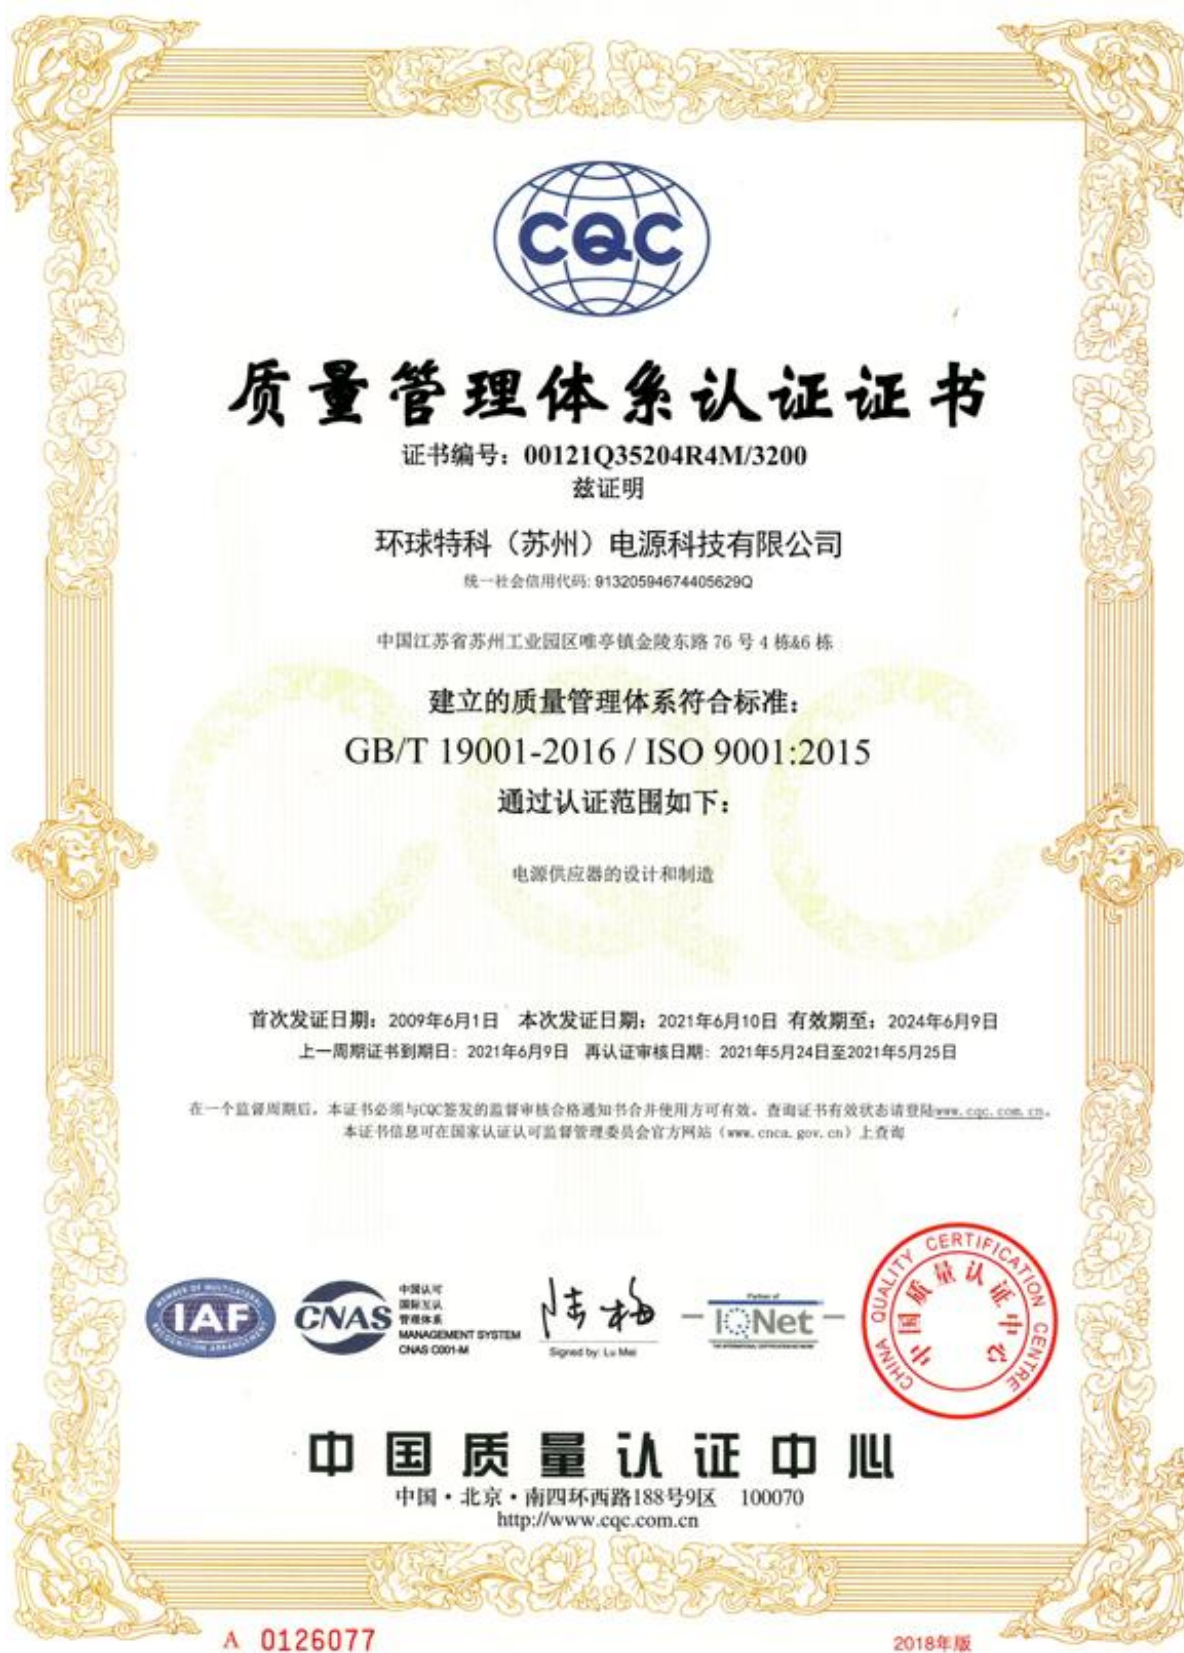 CQC
质量管理体系认证证书
证书编号：00121Q35204R4M/3200
兹证明
环球特科（苏州）电源科技有限公司
统一社会信用代码: 91320594674405629Q
中国江苏省苏州工业园区唯亭镇金陵东路 76 号 4 栋&6 栋
建立的质量管理体系符合标准：
GB/T 19001-2016 / ISO 9001:2015
通过认证范围如下：
电源供应器的设计和制造
首次发证日期：2009年6月1日 本次发证日期：2021年6月10日 有效期至：2024年6月9日
上一周期证书到期日：2021年6月9日 再认证审核日期：2021年5月24日至2021年5月25日
在一个监督周期后，本证书必须与CQC签发的监督审核合格通知书合并使用方可有效。查询证书有效状态请登陆www.cqc.com.cn。
本证书信息可在国家认证认可监督管理委员会官方网站（www.cnca.gov.cn）上查询
MEMBER OF MULTILATERAL
IAF
RECOGNITION ARRANGEMENT
CNAS
中国认可
国际互认
管理体系
MANAGEMENT SYSTEM
CNAS C001-M
陆梅
Signed by: Lu Mei
Partner of
IQNet
THE INTERNATIONAL CERTIFICATION NETWORK
CHINA QUALITY CERTIFICATION CENTRE
中国质量认证中心
中国质量认证中心
中国·北京·南四环西路188号9区 100070
http://www.cqc.com.cn
A 0126077
2018年版